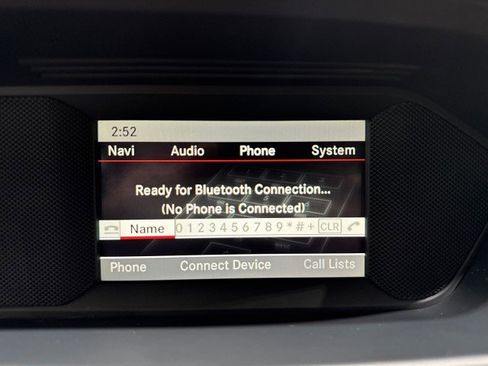 2:52
Navi Audio Phone System
Ready for Bluetooth Connection...
(No Phone is Connected)
Name 0 1 2 3 4 5 6 7 8 9 * # + CLR
Phone Connect Device Call Lists